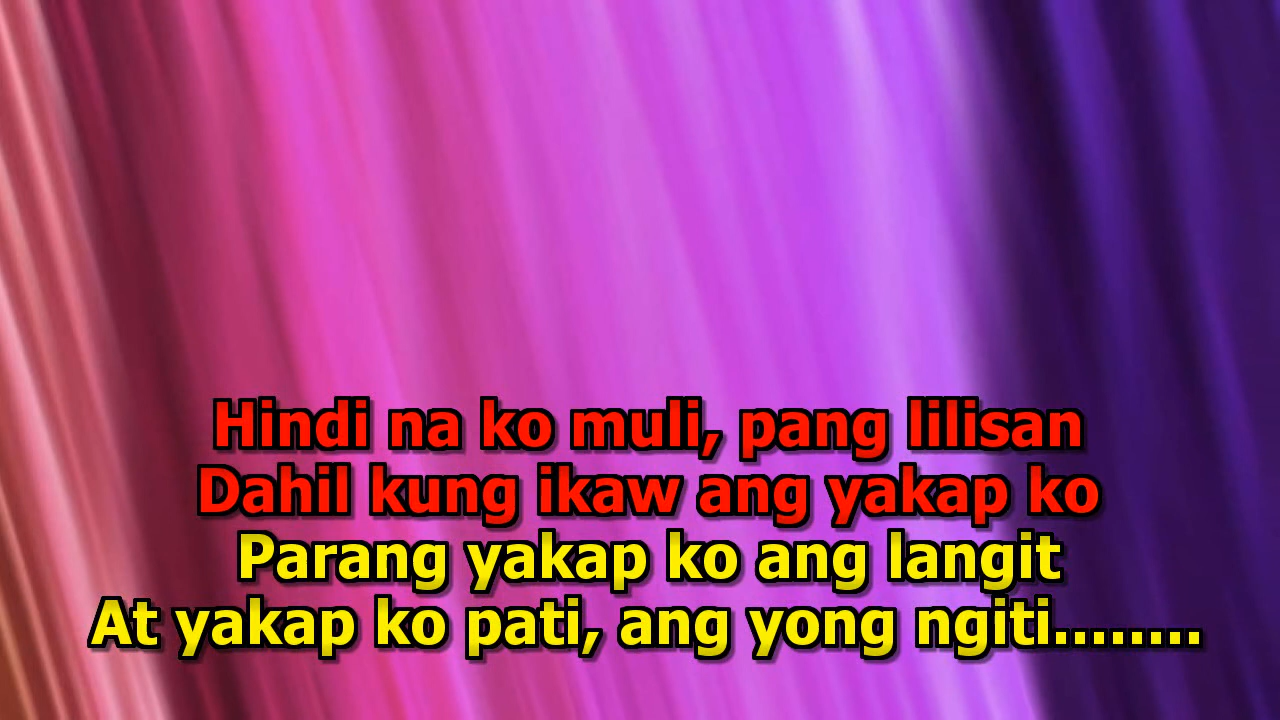 Hindi na ko muli, pang lilisan
Dahil kung ikaw ang yakap ko
Parang yakap ko ang langit
At yakap ko pati, ang yong ngiti........